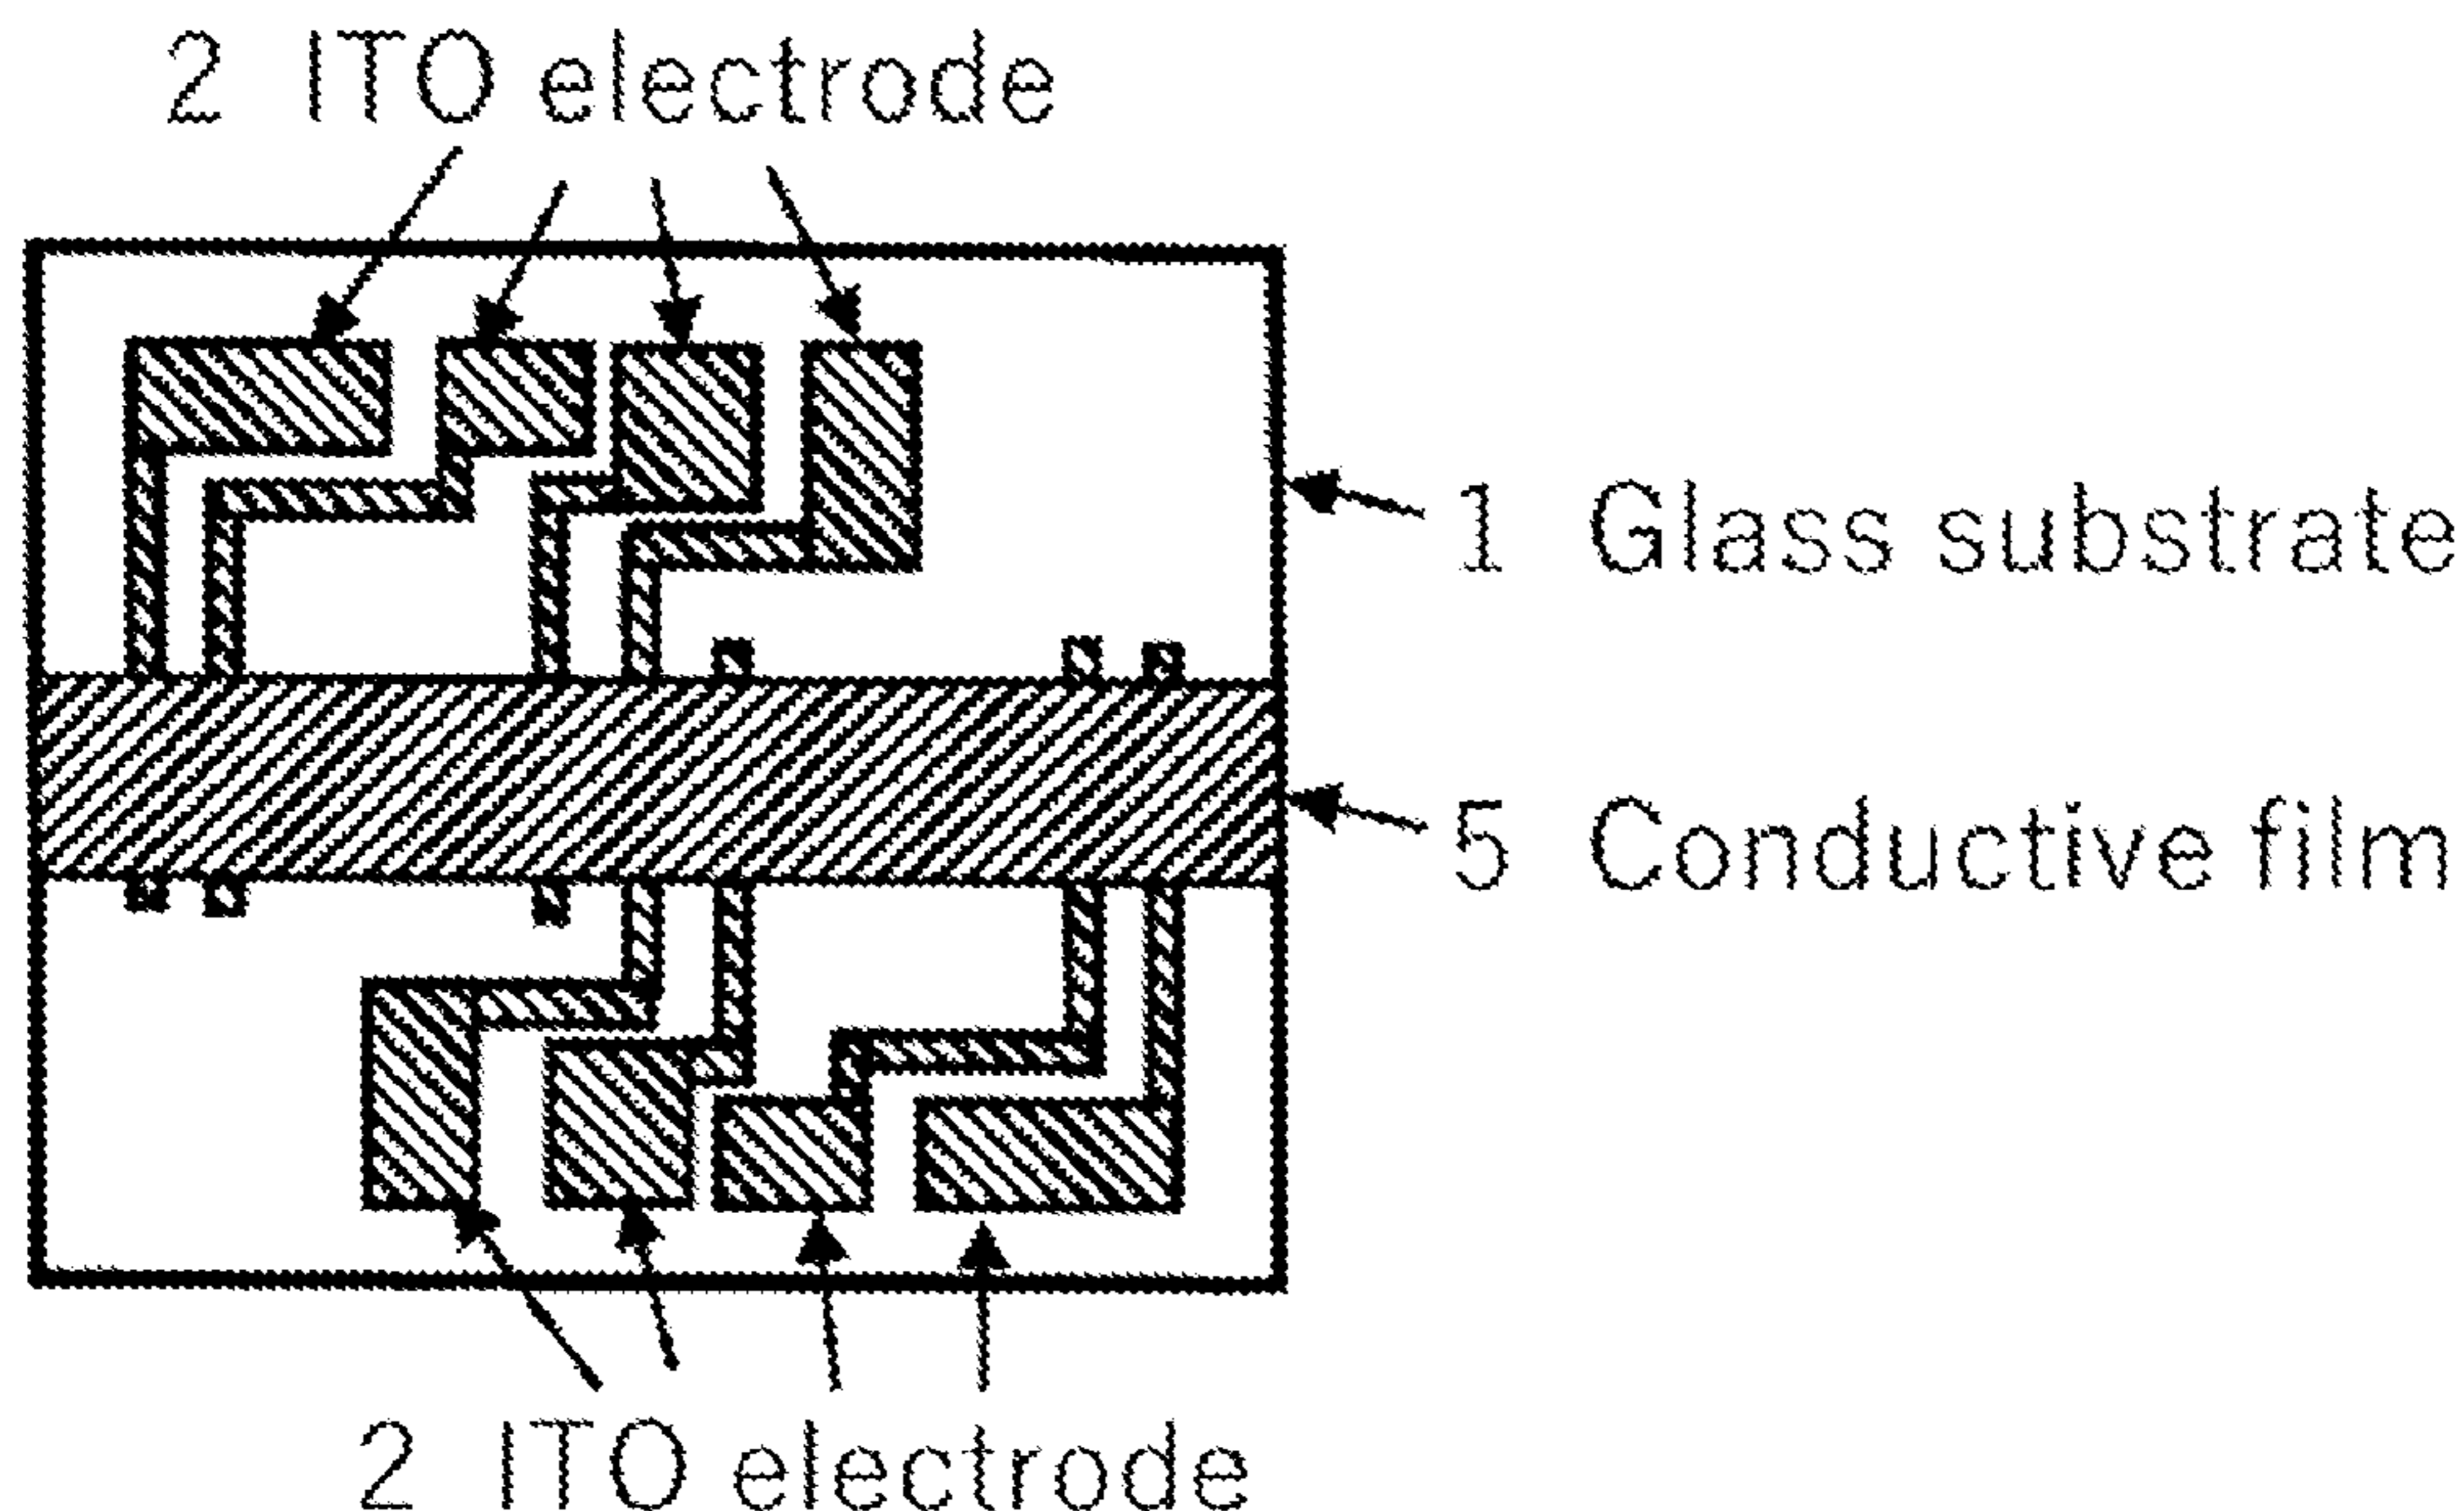 2 ITO electrode
1 Glass substrate
5 Conductive film
2 ITO electrode